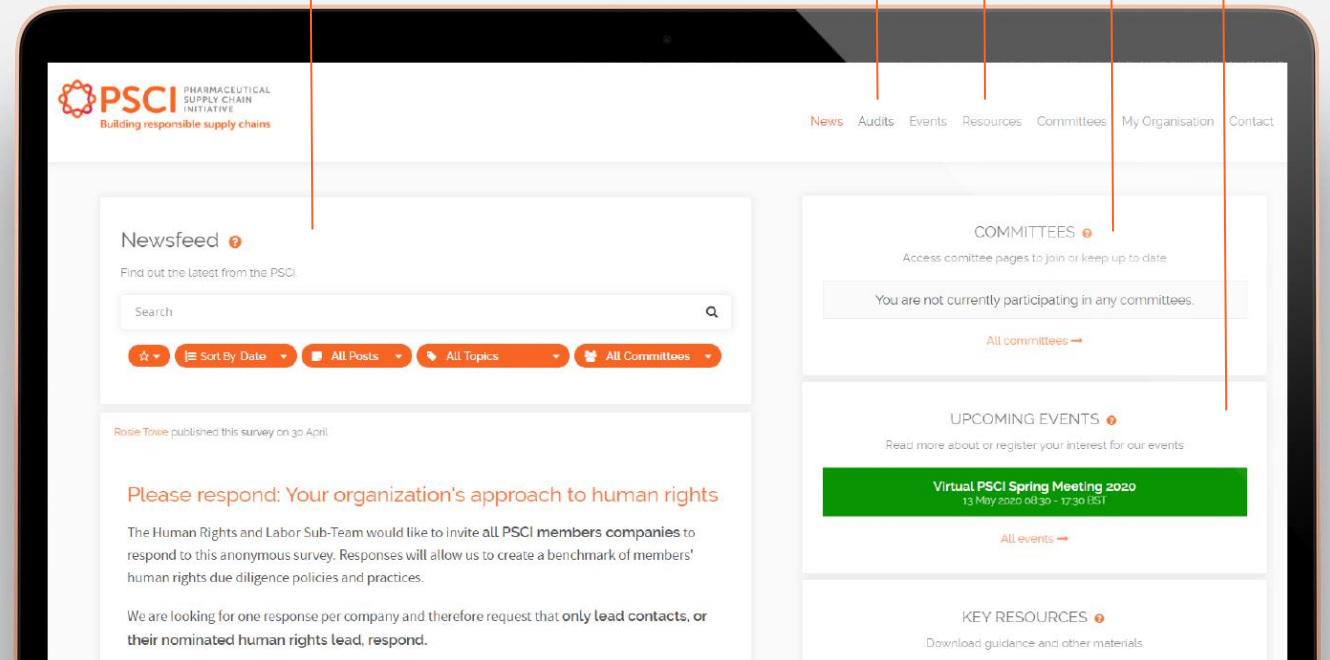 PSCI PHARMACEUTICAL
SUPPLY CHAIN
INITIATIVE
Building responsible supply chains
News Audits Events Resources Committees My Organisation Contact
Newsfeed
Find out the latest from the PSCI.
Search
Sort By Date All Posts All Topics All Committees
Rosie Towe published this survey on 30 April
Please respond: Your organization's approach to human rights
The Human Rights and Labor Sub-Team would like to invite all PSCI members companies to
respond to this anonymous survey. Responses will allow us to create a benchmark of members'
human rights due diligence policies and practices.
We are looking for one response per company and therefore request that only lead contacts, or
their nominated human rights lead, respond.
COMMITTEES
Access comittee pages to join or keep up to date
You are not currently participating in any committees.
All committees →
UPCOMING EVENTS
Read more about or register your interest for our events
Virtual PSCI Spring Meeting 2020
13 May 2020 08:30 - 17:30 BST
All events →
KEY RESOURCES
Download guidance and other materials